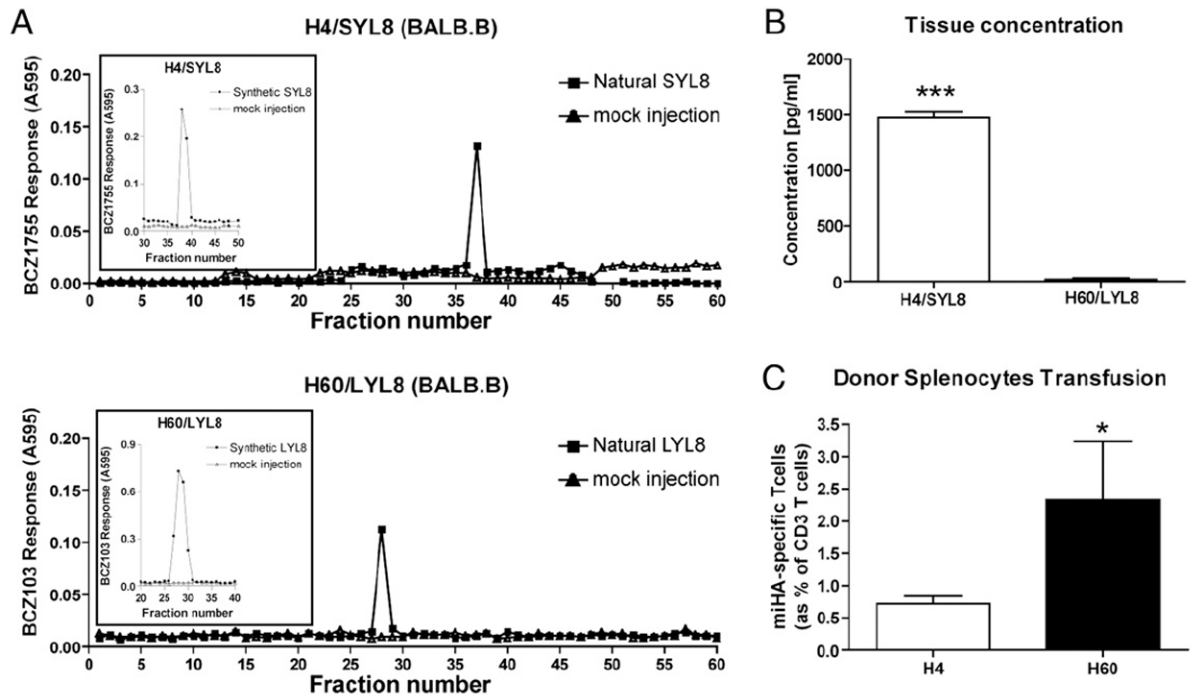 A
H4/SYL8 (BALB.B)
BCZ1755 Response (A595)
0.20
0.15
0.10
0.05
0.00
0 5 10 15 20 25 30 35 40 45 50 55 60
Fraction number
Natural SYL8
mock injection
H4/SYL8
Synthetic SYL8
mock injection
BCZ1755 Response (A595)
0.3
0.2
0.1
0.0
30 35 40 45 50
Fraction number
H60/LYL8 (BALB.B)
BCZ103 Response (A595)
0.20
0.15
0.10
0.05
0.00
0 5 10 15 20 25 30 35 40 45 50 55 60
Fraction number
Natural LYL8
mock injection
H60/LYL8
Synthetic LYL8
mock injection
BCZ103 Response (A595)
0.9
0.6
0.3
0.0
20 25 30 35 40
Fraction number
B
Tissue concentration
Concentration [pg/ml]
2000
1500
1000
500
0
***
H4/SYL8 H60/LYL8
C
Donor Splenocytes Transfusion
miHA-specific Tcells
(as % of CD3 T cells)
3.5
3.0
2.5
2.0
1.5
1.0
0.5
0.0
*
H4 H60